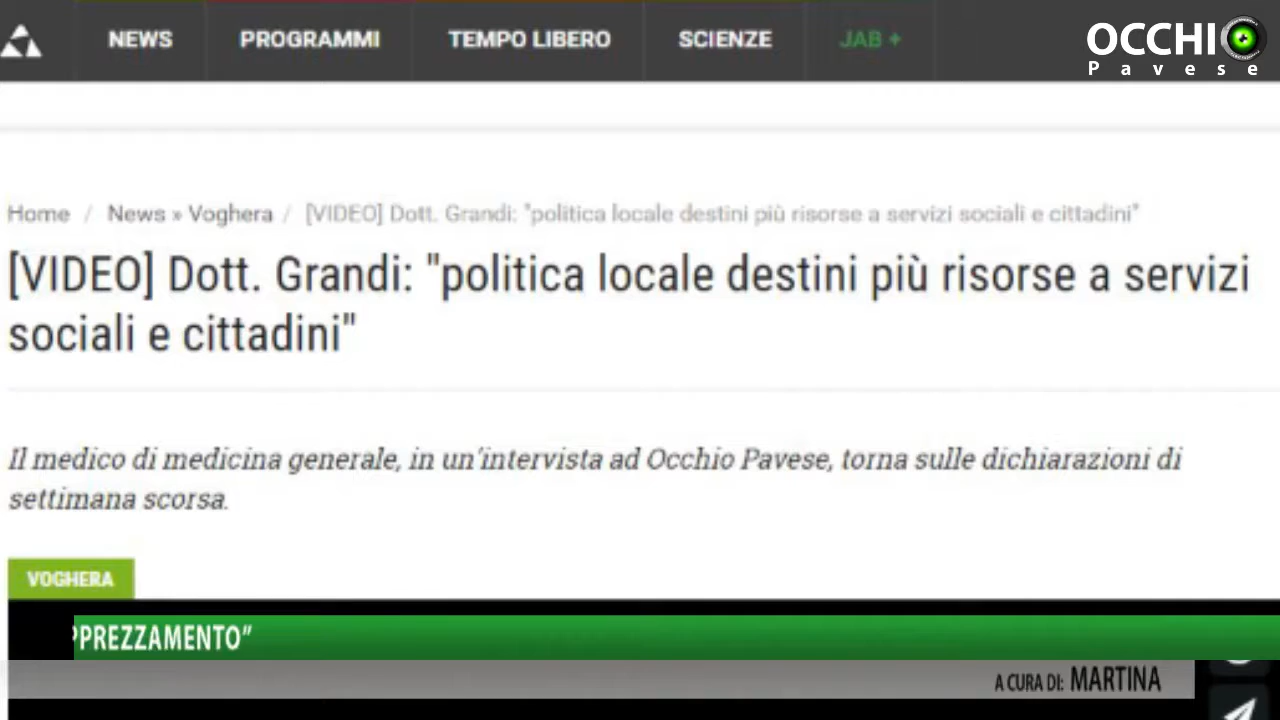 NEWS PROGRAMMI TEMPO LIBERO SCIENZE JAB +
OCCHIO
Pavese
Home / News » Voghera / [VIDEO] Dott. Grandi: "politica locale destini più risorse a servizi sociali e cittadini"
[VIDEO] Dott. Grandi: "politica locale destini più risorse a servizi
sociali e cittadini"
Il medico di medicina generale, in un'intervista ad Occhio Pavese, torna sulle dichiarazioni di
settimana scorsa.
VOGHERA
PPREZZAMENTO”
A CURA DI: MARTINA